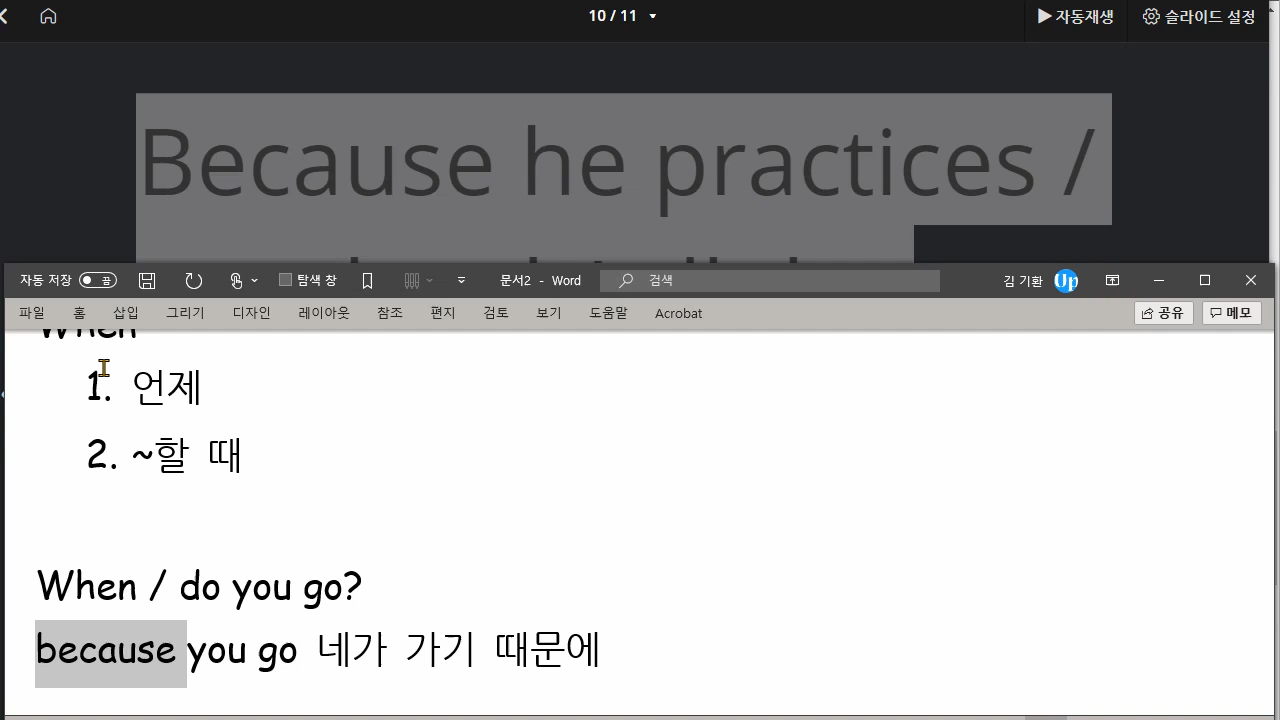 10 / 11
자동재생
슬라이드 설정
Because he practices /
자동 저장
끔
탐색 창
문서2 - Word
검색
김 기환
Up
파일 홈 삽입 그리기 디자인 레이아웃 참조 편지 검토 보기 도움말 Acrobat
공유
메모
When
1. 언제
2. ~할 때
When / do you go?
because you go 네가 가기 때문에